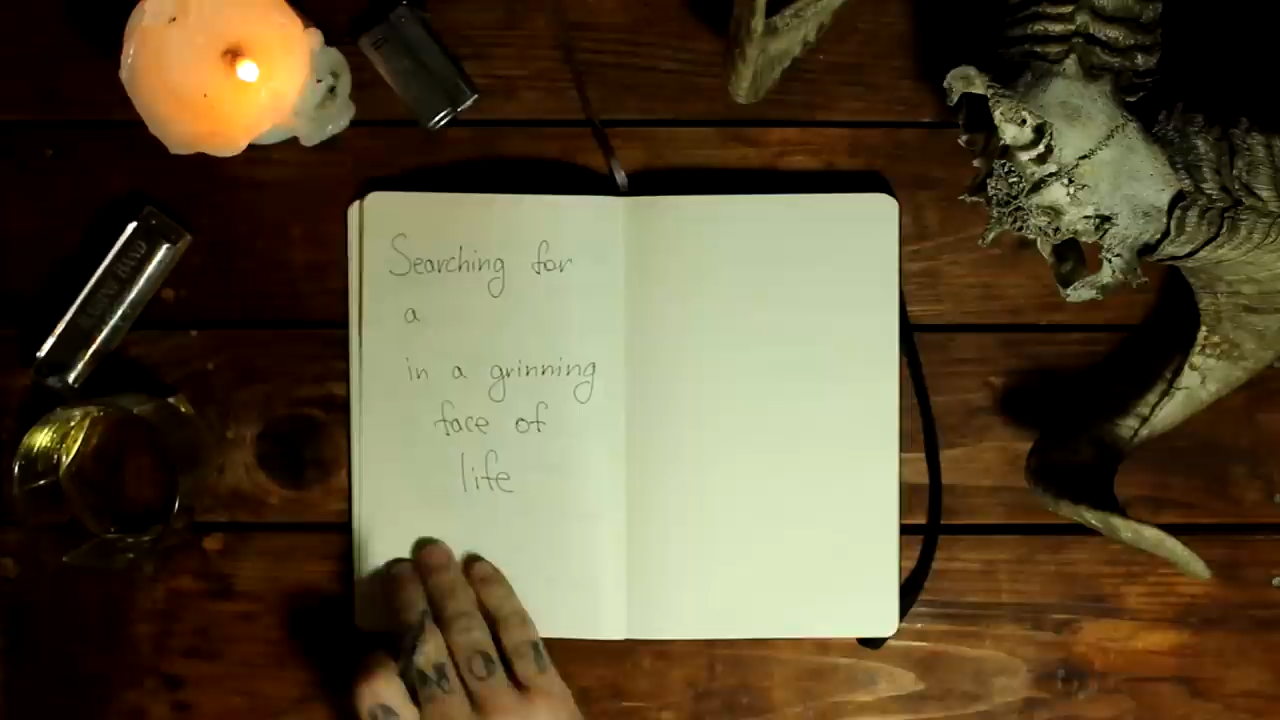 Searching for
a
in a grinning
face of
life